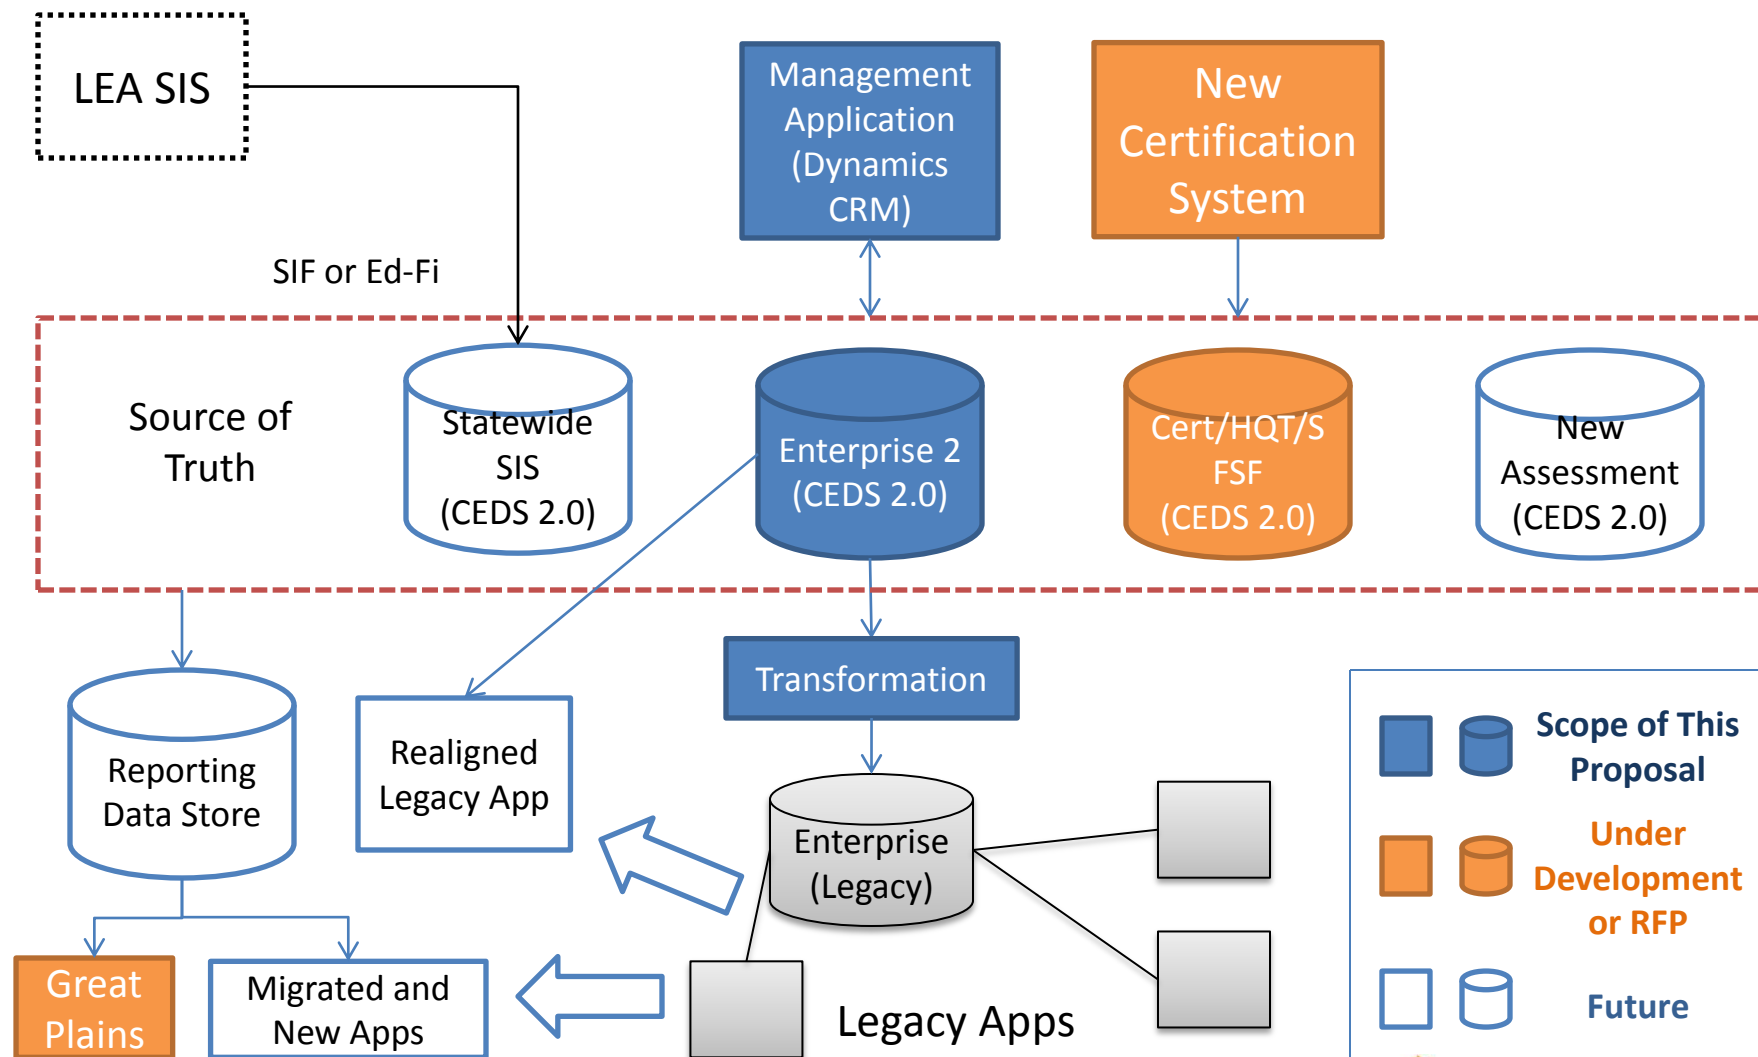 LEA SIS
Management
Application
(Dynamics
CRM)
New
Certification
System
SIF or Ed-Fi
Source of
Truth
Statewide
SIS
(CEDS 2.0)
Enterprise 2
(CEDS 2.0)
Cert/HQT/S
FSF
(CEDS 2.0)
New
Assessment
(CEDS 2.0)
Transformation
Reporting
Data Store
Realigned
Legacy App
Enterprise
(Legacy)
Great
Plains
Migrated and
New Apps
Legacy Apps
Scope of This
Proposal
Under
Development
or RFP
Future